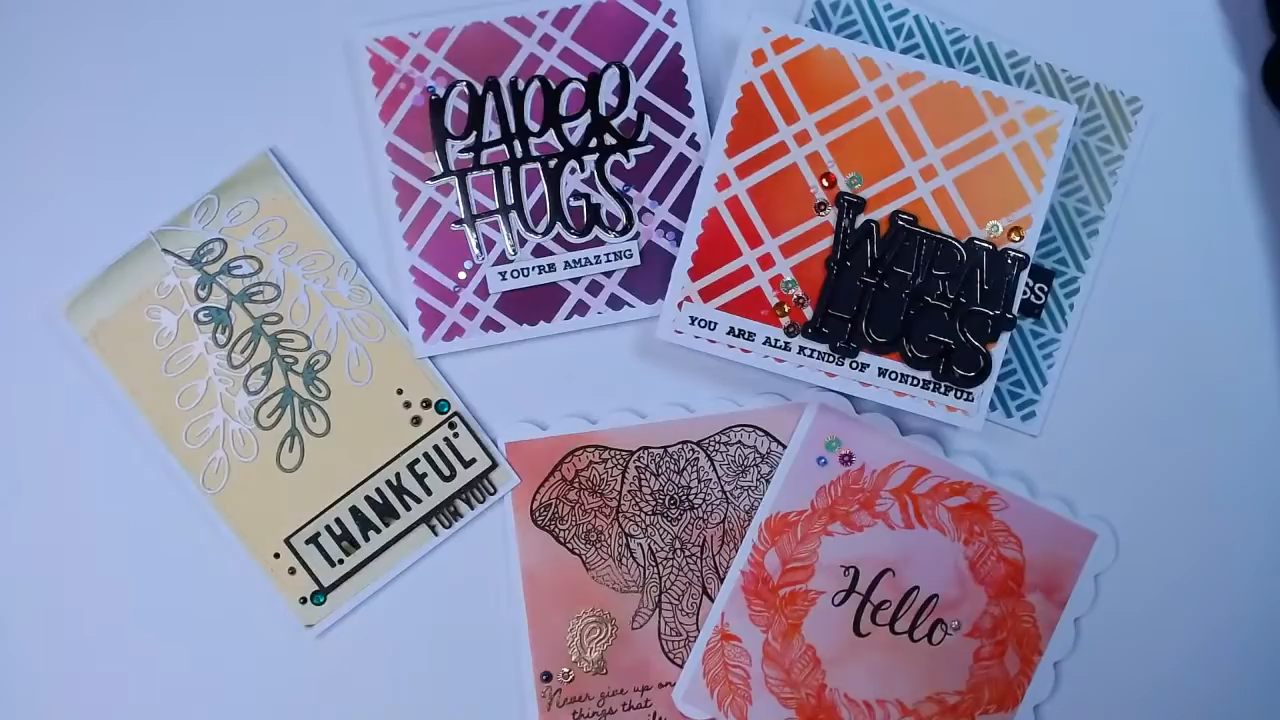 PAPER
HUGS
YOU'RE AMAZING
WARM
HUGS
YOU ARE ALL KINDS OF WONDERFUL
SS
THANKFUL
FOR YOU
Hello
Never give up on
things that